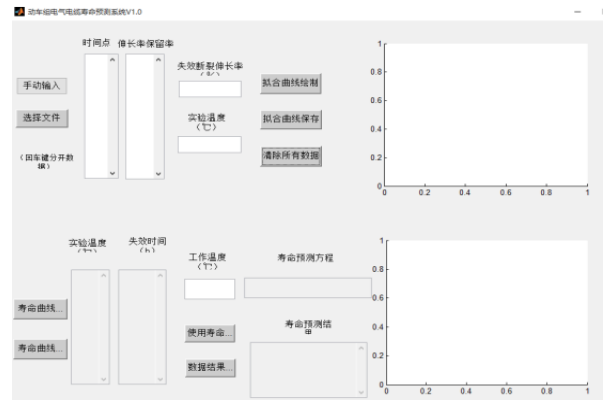 动车组电气电缆寿命预测系统V1.0
时间点 伸长率保留率
手动输入
选择文件
（回车键分开数
据）
失效断裂伸长率
（%）
实验温度
（℃）
拟合曲线绘制
拟合曲线保存
清除所有数据
1
0.8
0.6
0.4
0.2
0
0 0.2 0.4 0.6 0.8 1
实验温度
（℃）
失效时间
（h）
寿命曲线...
寿命曲线...
工作温度
（℃）
使用寿命...
数据结果...
寿命预测方程
寿命预测结
果
1
0.8
0.6
0.4
0.2
0
0 0.2 0.4 0.6 0.8 1